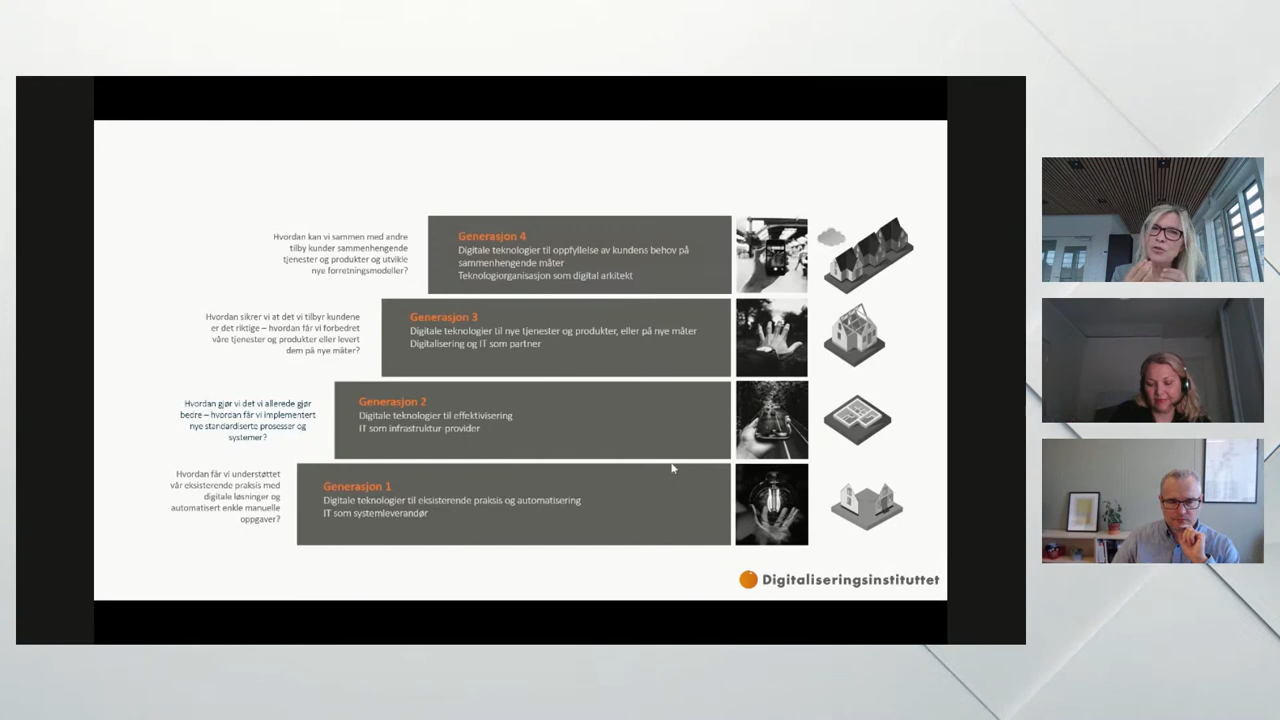 Hvordan kan vi sammen med andre
tilby kunder sammenhengende
tjenester og produkter og utvikle
nye forretningsmodeller?
Generasjon 4
Digitale teknologier til oppfyllelse av kundens behov på
sammenhengende måter
Teknologiorganisasjon som digital arkitekt
Hvordan sikrer vi at det vi tilbyr kundene
er det riktige – hvordan får vi forbedret
våre tjenester og produkter eller levert
dem på nye måter?
Generasjon 3
Digitale teknologier til nye tjenester og produkter, eller på nye måter
Digitalisering og IT som partner
Hvordan gjør vi det vi allerede gjør
bedre – hvordan får vi implementert
nye standardiserte prosesser og
systemer?
Generasjon 2
Digitale teknologier til effektivisering
IT som infrastruktur-provider
Hvordan får vi understøttet
vår eksisterende praksis med
digitale løsninger og
automatisert enkle manuelle
oppgaver?
Generasjon 1
Digitale teknologier til eksisterende praksis og automatisering
IT som systemleverandør
Digitaliseringsinstituttet